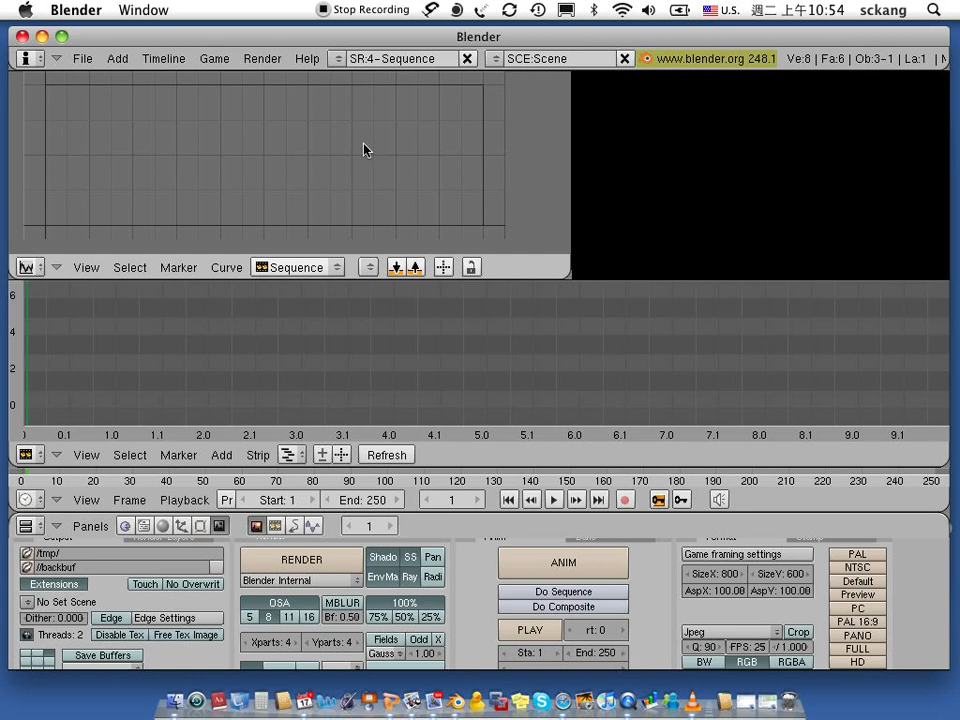 Blender Window Stop Recording U.S. 週二 上午10:54 sckang
Blender
File Add Timeline Game Render Help SR:4-Sequence SCE:Scene www.blender.org 248.1 Ve:8 | Fa:6 | Ob:3-1 | La:1 |
View Select Marker Curve Sequence
6
4
2
0
0.1 1.0 1.1 2.0 2.1 3.0 3.1 4.0 4.1 5.0 5.1 6.0 6.1 7.0 7.1 8.0 8.1 9.0 9.1
View Select Marker Add Strip Refresh
0 10 20 30 40 50 60 70 80 90 100 110 120 130 140 150 160 170 180 190 200 210 220 230 240 250
View Frame Playback Pr Start: 1 End: 250 1
Panels 1
/tmp/ RENDER Shado SS Pan ANIM Game framing settings PAL
//backbuf NTSC
Extensions Touch No Overwrit Blender Internal EnvMa Ray Radi SizeX: 800 SizeY: 600 Default
No Set Scene OSA MBLUR 100% Do Sequence AspX: 100.00 AspY: 100.00 Preview
Dither: 0.000 Edge Edge Settings 5 8 11 16 Bf: 0.50 75% 50% 25% Do Composite PC
Threads: 2 Disable Tex Free Tex Image Xparts: 4 Yparts: 4 Fields Odd X PLAY rt: 0 Jpeg Crop PAL 16:9
PANO
Save Buffers Gauss 1.00 Sta: 1 End: 250 Q: 90 FPS: 25 /1.000 FULL
BW RGB RGBA HD